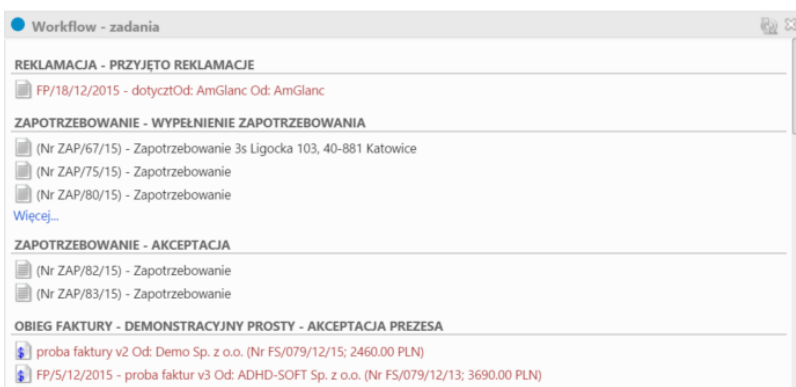 Workflow - zadania
REKLAMACJA - PRZYJĘTO REKLAMACJE
FP/18/12/2015 - dotycztOd: AmGlanc Od: AmGlanc
ZAPOTRZEBOWANIE - WYPEŁNIENIE ZAPOTRZEBOWANIA
(Nr ZAP/67/15) - Zapotrzebowanie 3s Ligocka 103, 40-881 Katowice
(Nr ZAP/75/15) - Zapotrzebowanie
(Nr ZAP/80/15) - Zapotrzebowanie
Więcej...
ZAPOTRZEBOWANIE - AKCEPTACJA
(Nr ZAP/82/15) - Zapotrzebowanie
(Nr ZAP/83/15) - Zapotrzebowanie
OBIEG FAKTURY - DEMONSTRACYJNY PROSTY - AKCEPTACJA PREZESA
proba faktury v2 Od: Demo Sp. z o.o. (Nr FS/079/12/15; 2460.00 PLN)
FP/5/12/2015 - proba faktur v3 Od: ADHD-SOFT Sp. z o.o. (Nr FS/079/12/13; 3690.00 PLN)